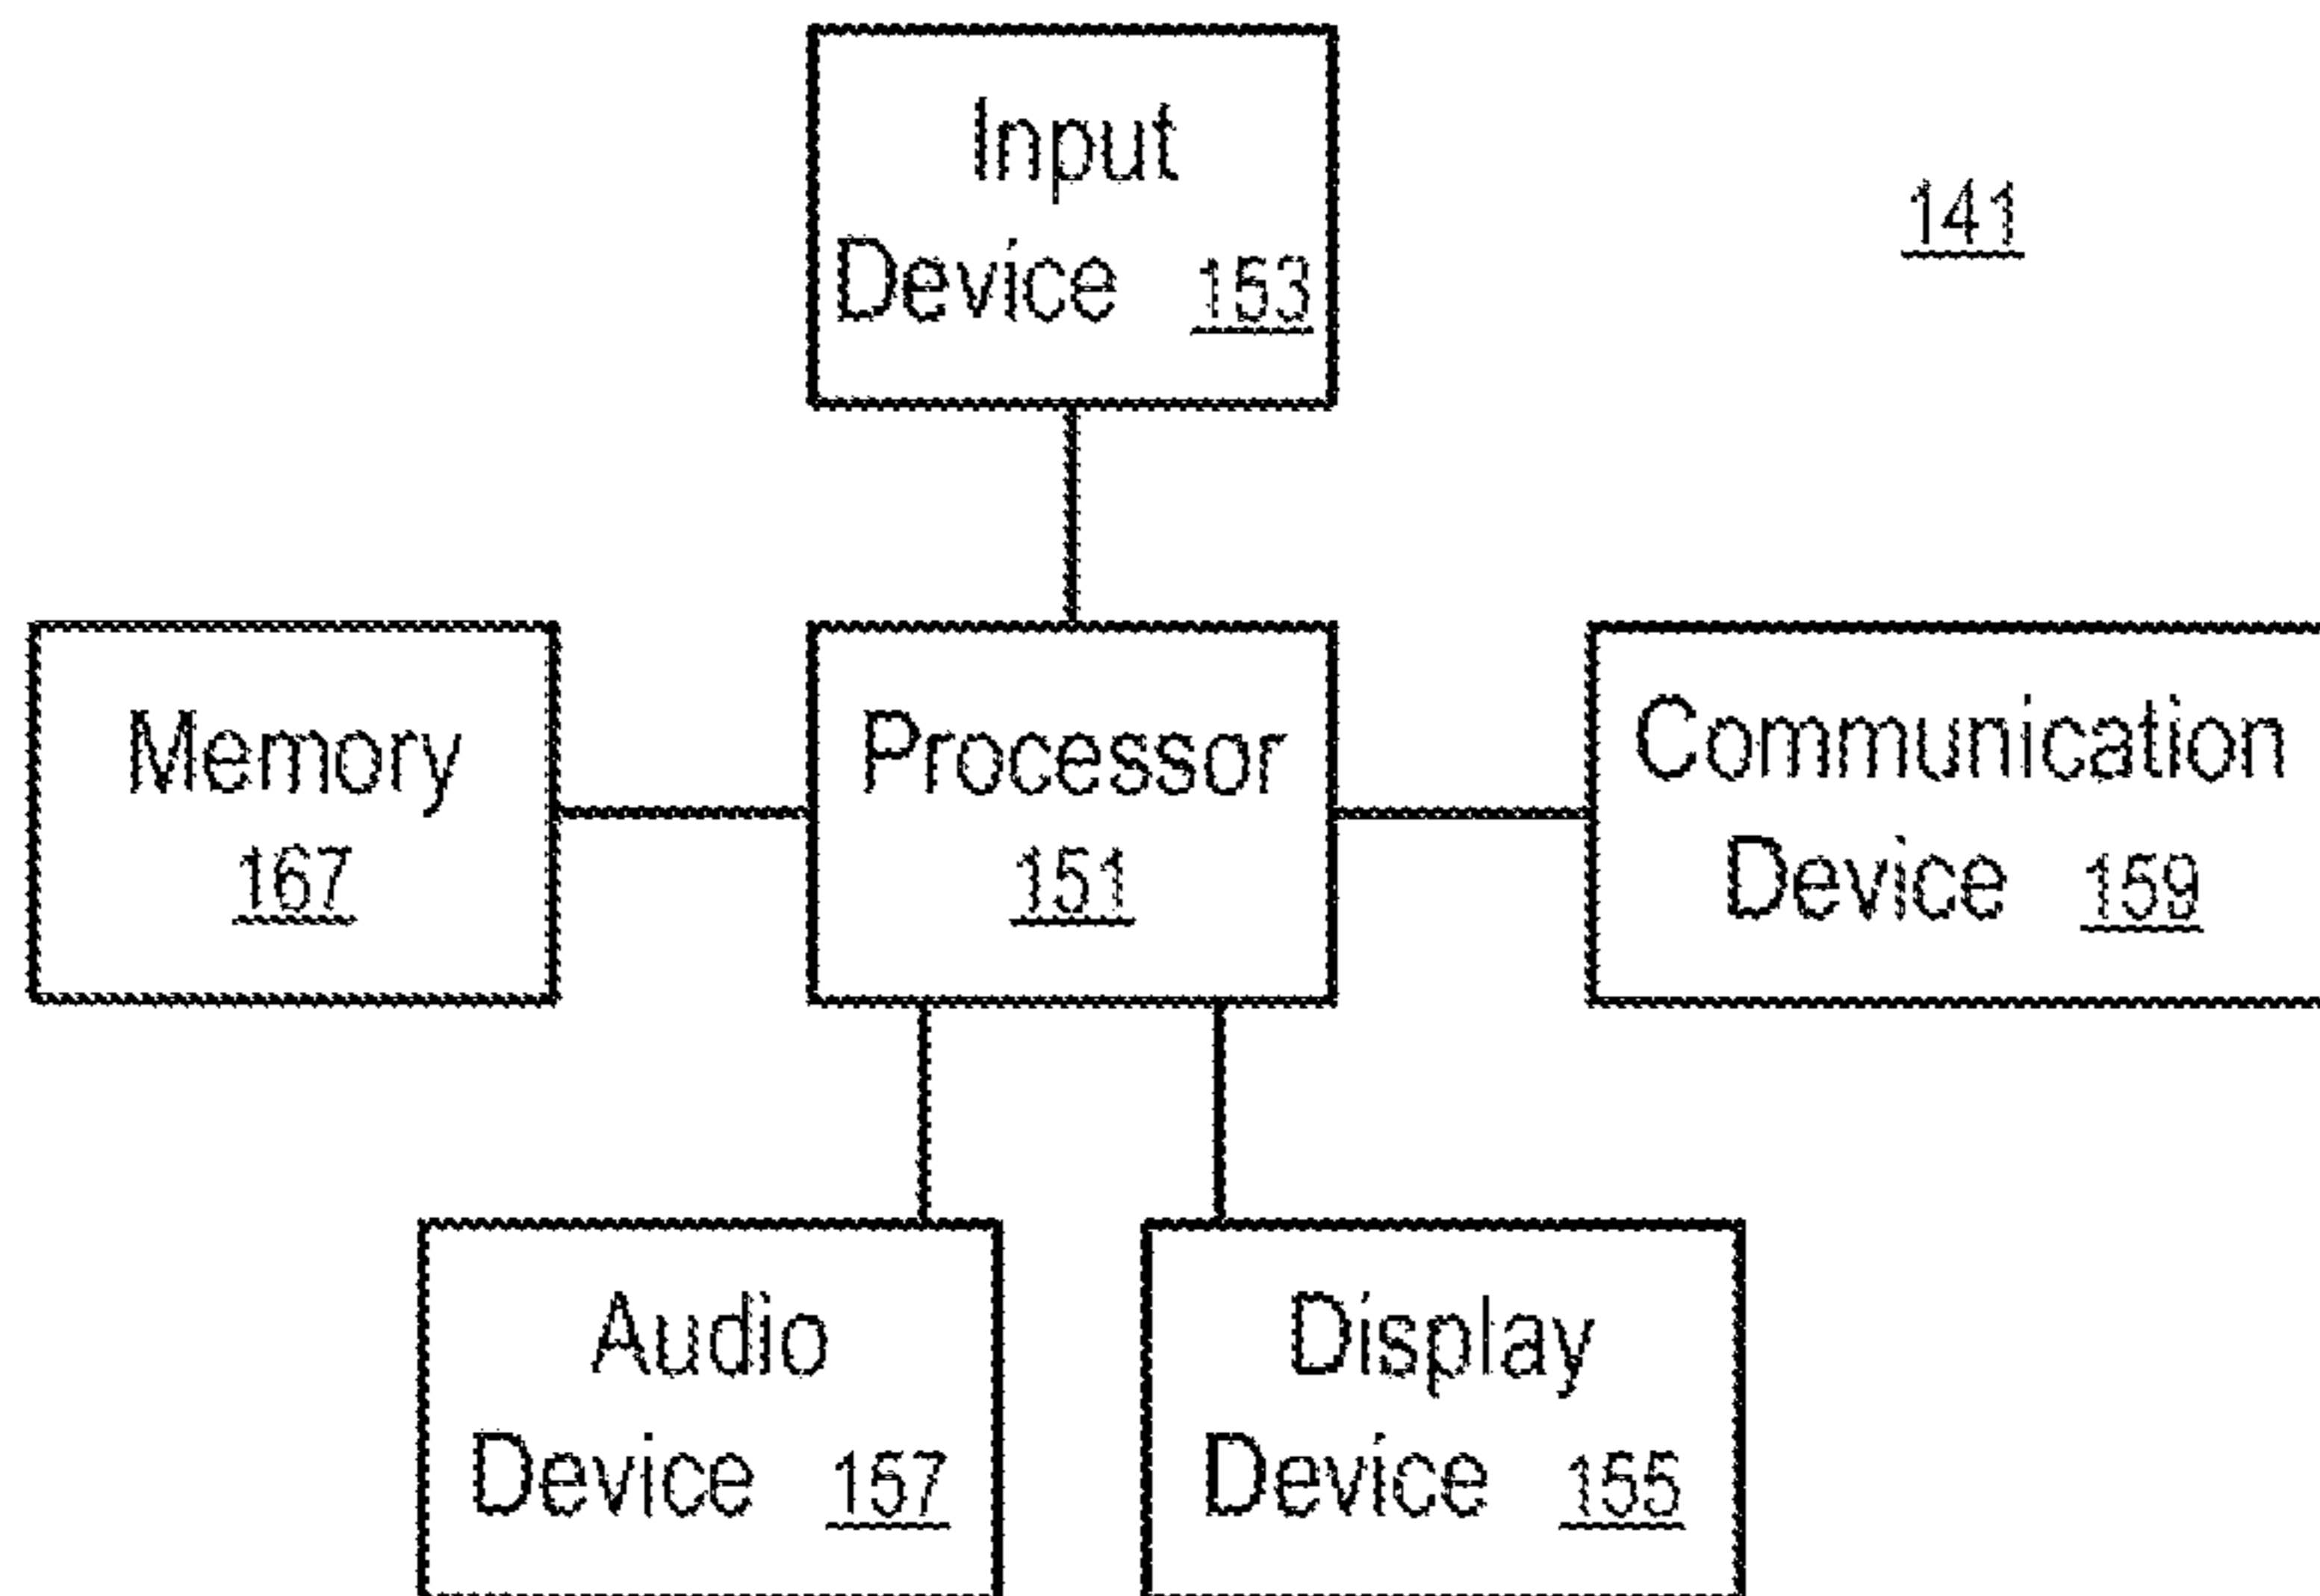 Input
Device 153
141
Memory
167
Processor
151
Communication
Device 159
Audio
Device 157
Display
Device 155